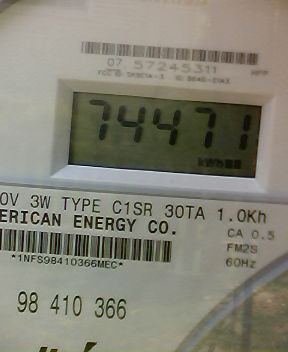 07 57245311
HPP
74471
kWh
0V 3W TYPE C1SR 30TA 1.0Kh
ERICAN ENERGY CO.
CA 0.5
FM2S
60Hz
*1NFS98410366MEC*
98 410 366